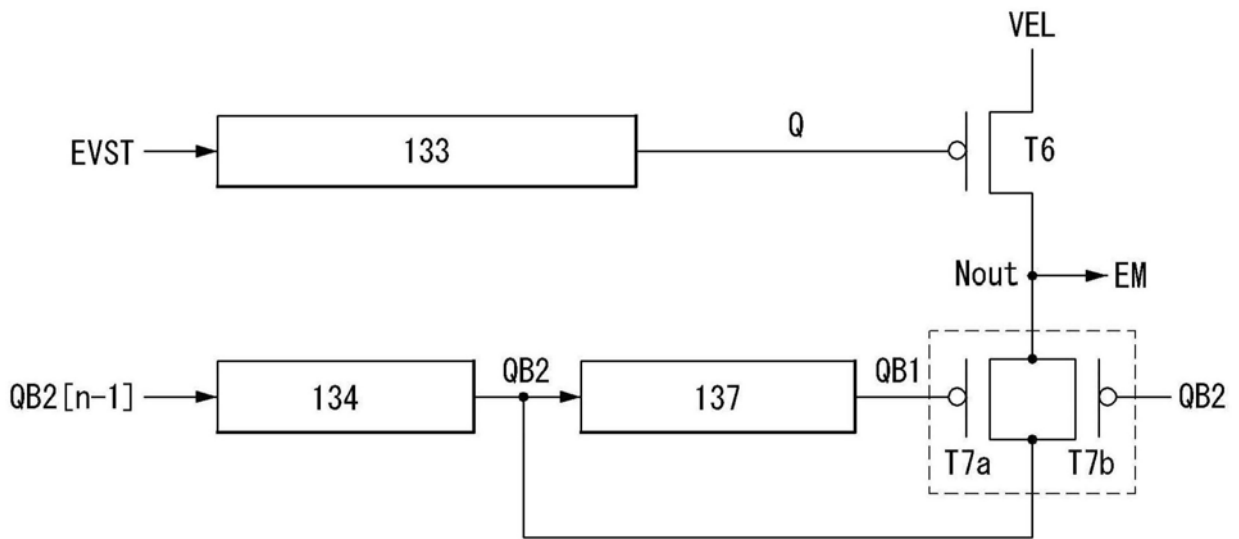 VEL
EVST
133
Q
T6
Nout
EM
QB2[n-1]
134
QB2
137
QB1
QB2
T7a
T7b